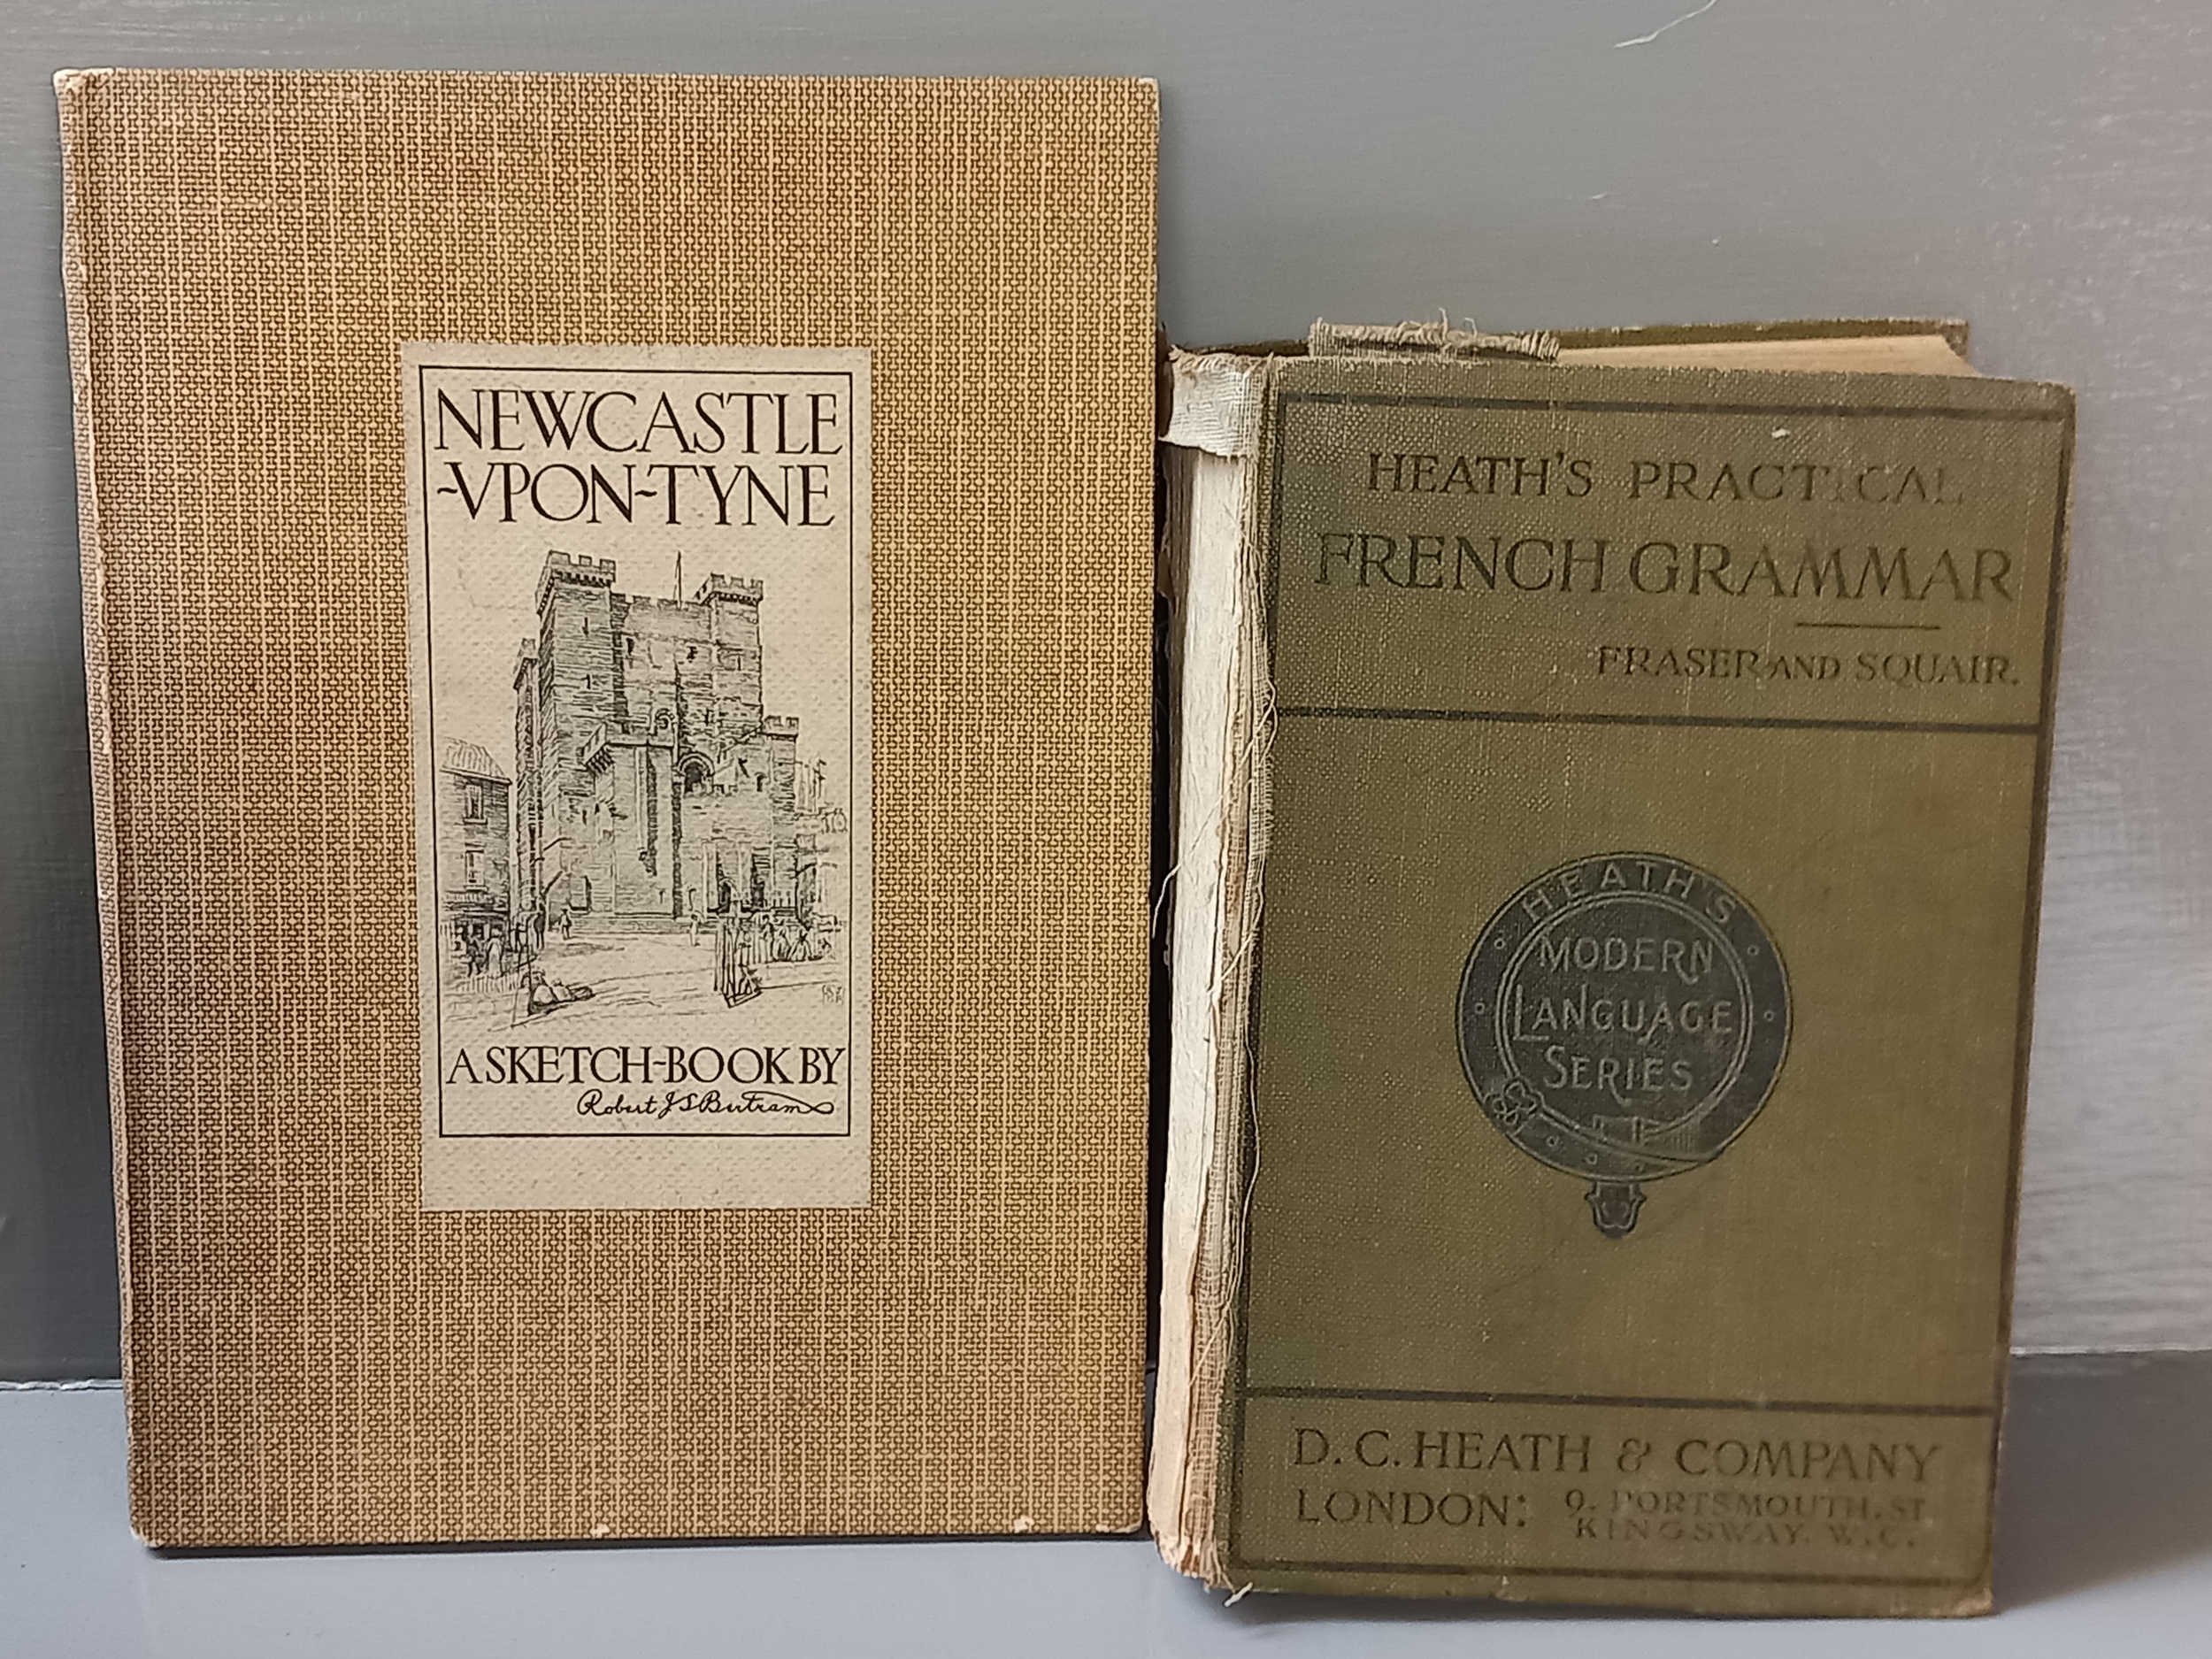 NEWCASTLE
~VPON~TYNE
A SKETCH-BOOK BY
Robert J S Bertram
HEATH'S PRACTICAL
FRENCH GRAMMAR
FRASER AND SQUAIR.
HEATH'S
MODERN
LANGUAGE
SERIES
D. C. HEATH & COMPANY
LONDON: 9. PORTSMOUTH. ST
KINGSWAY. W.C.